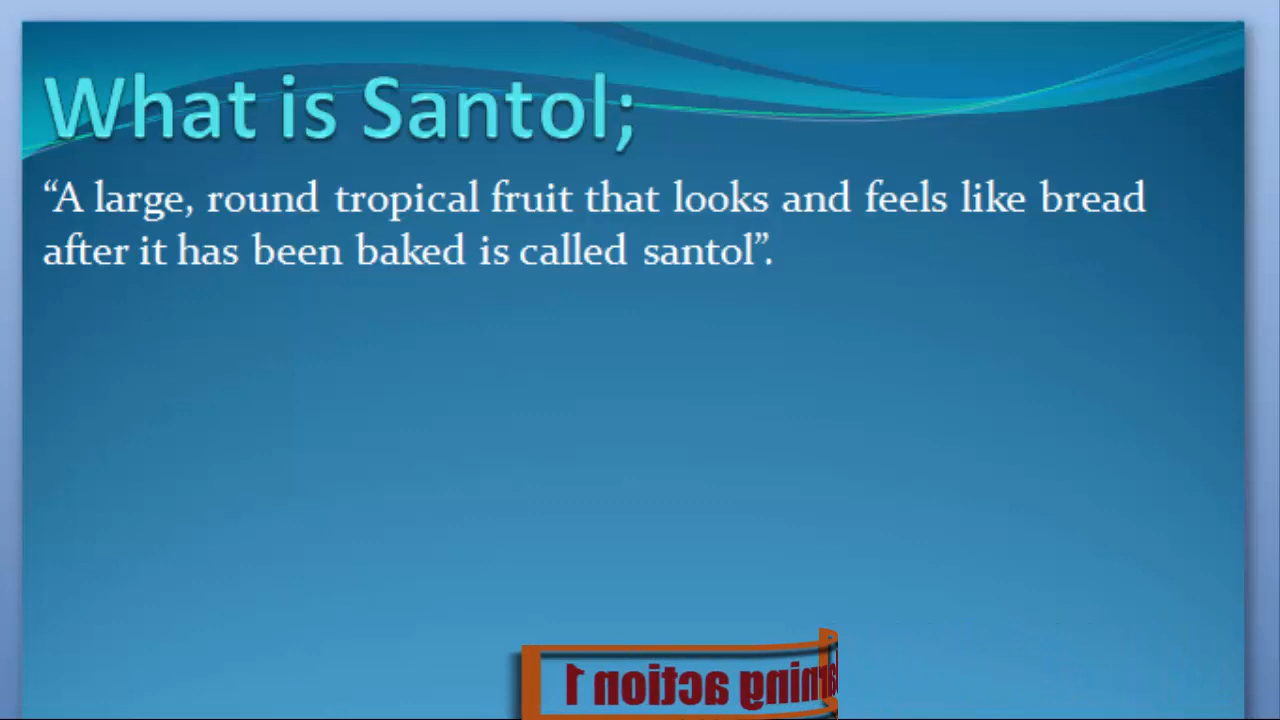 What is Santol;
“A large, round tropical fruit that looks and feels like bread
after it has been baked is called santol”.
action 1